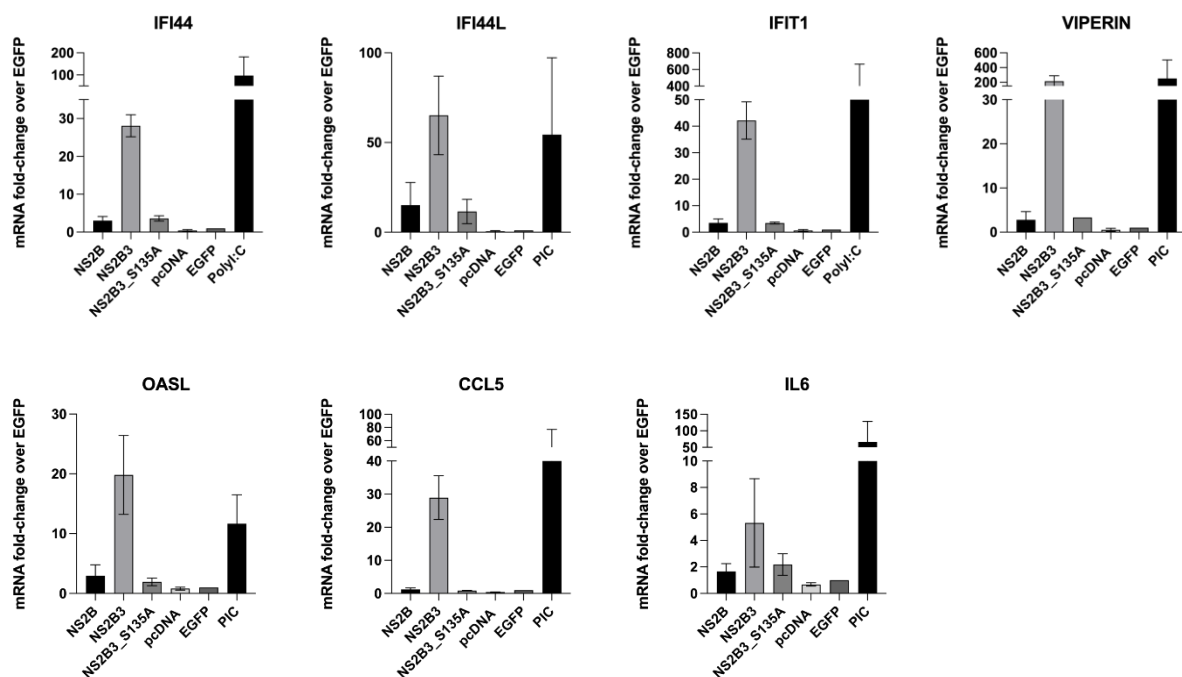 IFI44
mRNA fold-change over EGFP
200
100
30
20
10
0
NS2B
NS2B3
NS2B3_S135A
pcDNA
EGFP
PolyI:C
IFI44L
mRNA fold-change over EGFP
100
50
0
NS2B
NS2B3
NS2B3_S135A
pcDNA
EGFP
PIC
IFIT1
mRNA fold-change over EGFP
800
600
400
50
40
30
20
10
0
NS2B
NS2B3
NS2B3_S135A
pcDNA
EGFP
PolyI:C
VIPERIN
mRNA fold-change over EGFP
600
400
200
30
20
10
0
NS2B
NS2B3
NS2B3_S135A
pcDNA
EGFP
PIC
OASL
mRNA fold-change over EGFP
30
20
10
0
NS2B
NS2B3
NS2B3_S135A
pcDNA
EGFP
PIC
CCL5
mRNA fold-change over EGFP
100
80
60
40
30
20
10
0
NS2B
NS2B3
NS2B3_S135A
pcDNA
EGFP
PIC
IL6
mRNA fold-change over EGFP
150
100
50
10
8
6
4
2
0
NS2B
NS2B3
NS2B3_S135A
pcDNA
EGFP
PIC